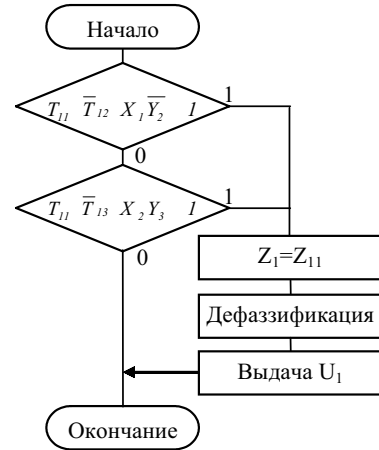 Начало
T₁₁ T̅₁₂ X₁ Y̅₂ 1
1
0
T₁₁ T̅₁₃ X₂ Y₃ 1
1
0
Z₁=Z₁₁
Дефаззификация
Выдача U₁
Окончание